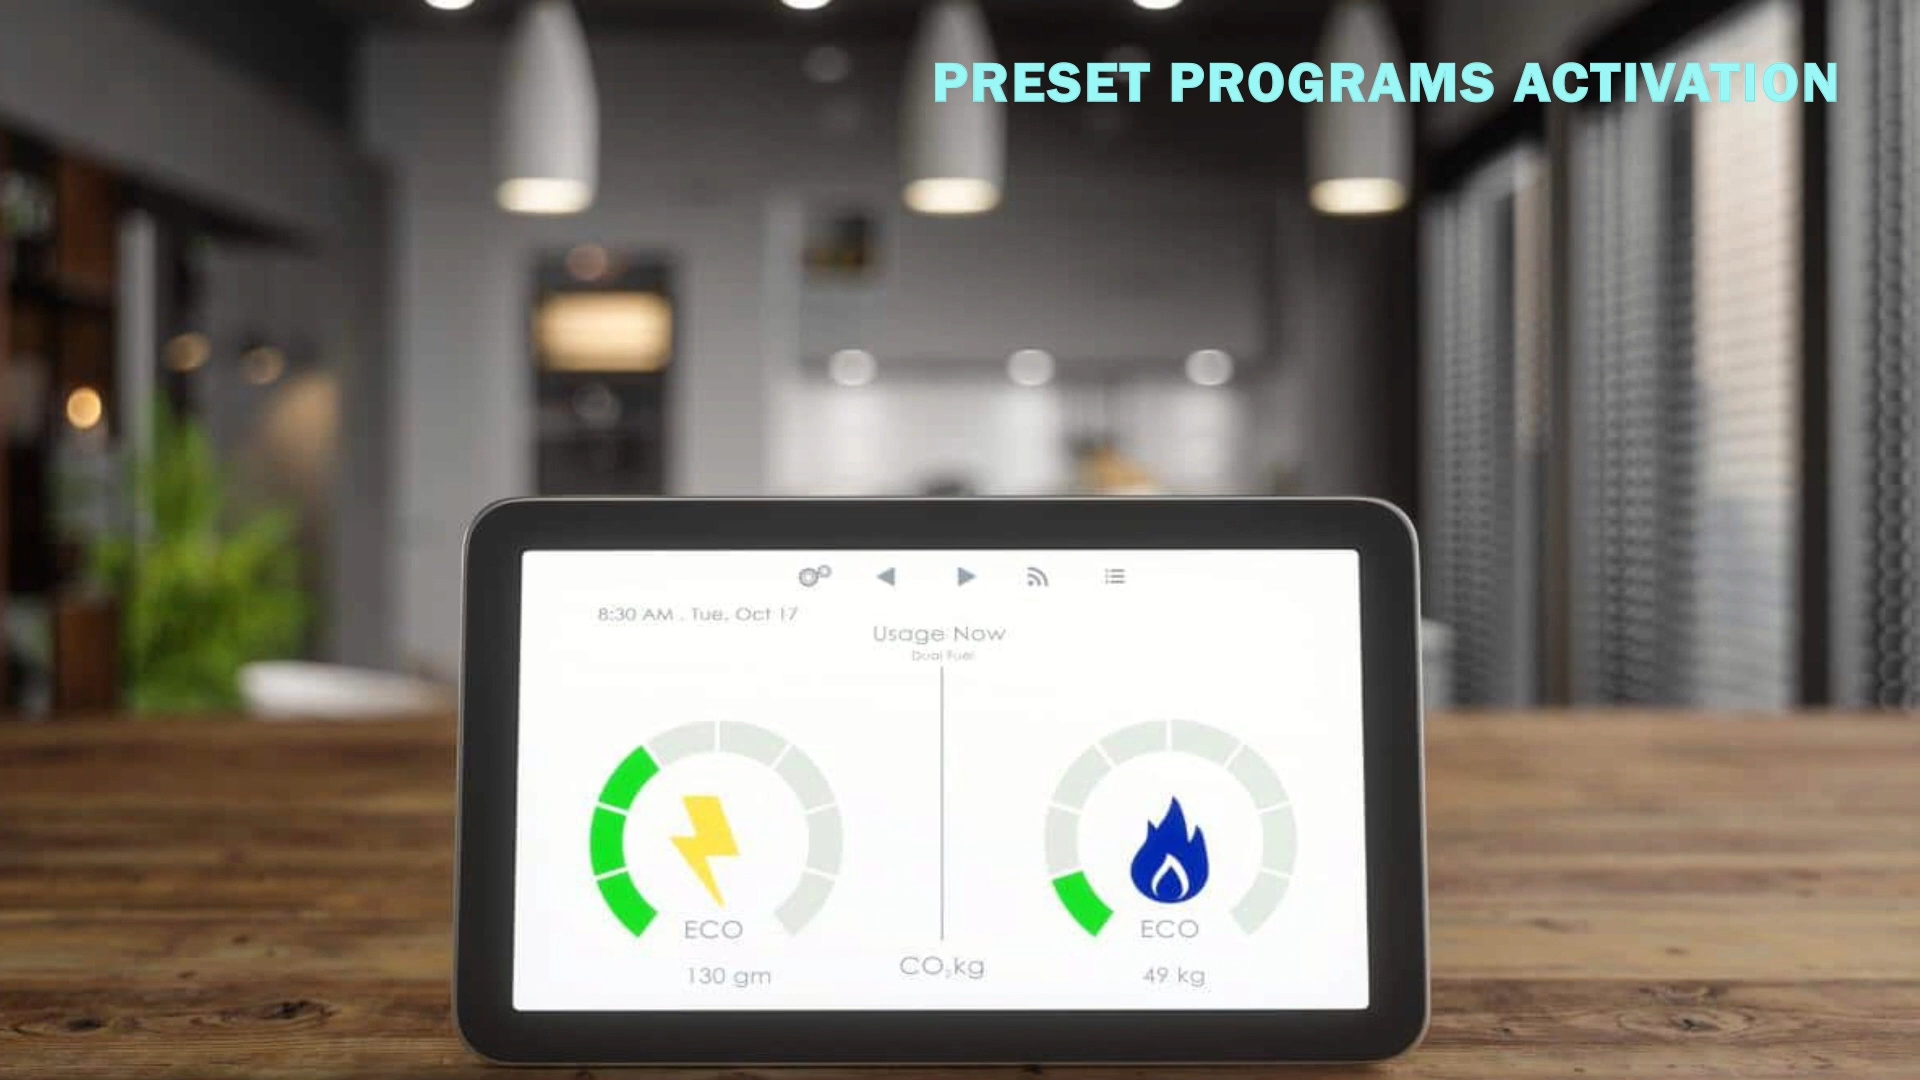 PRESET PROGRAMS ACTIVATION
8:30 AM . Tue, Oct 17
Usage Now
Dual Fuel
ECO
ECO
130 gm
CO₂kg
49 kg